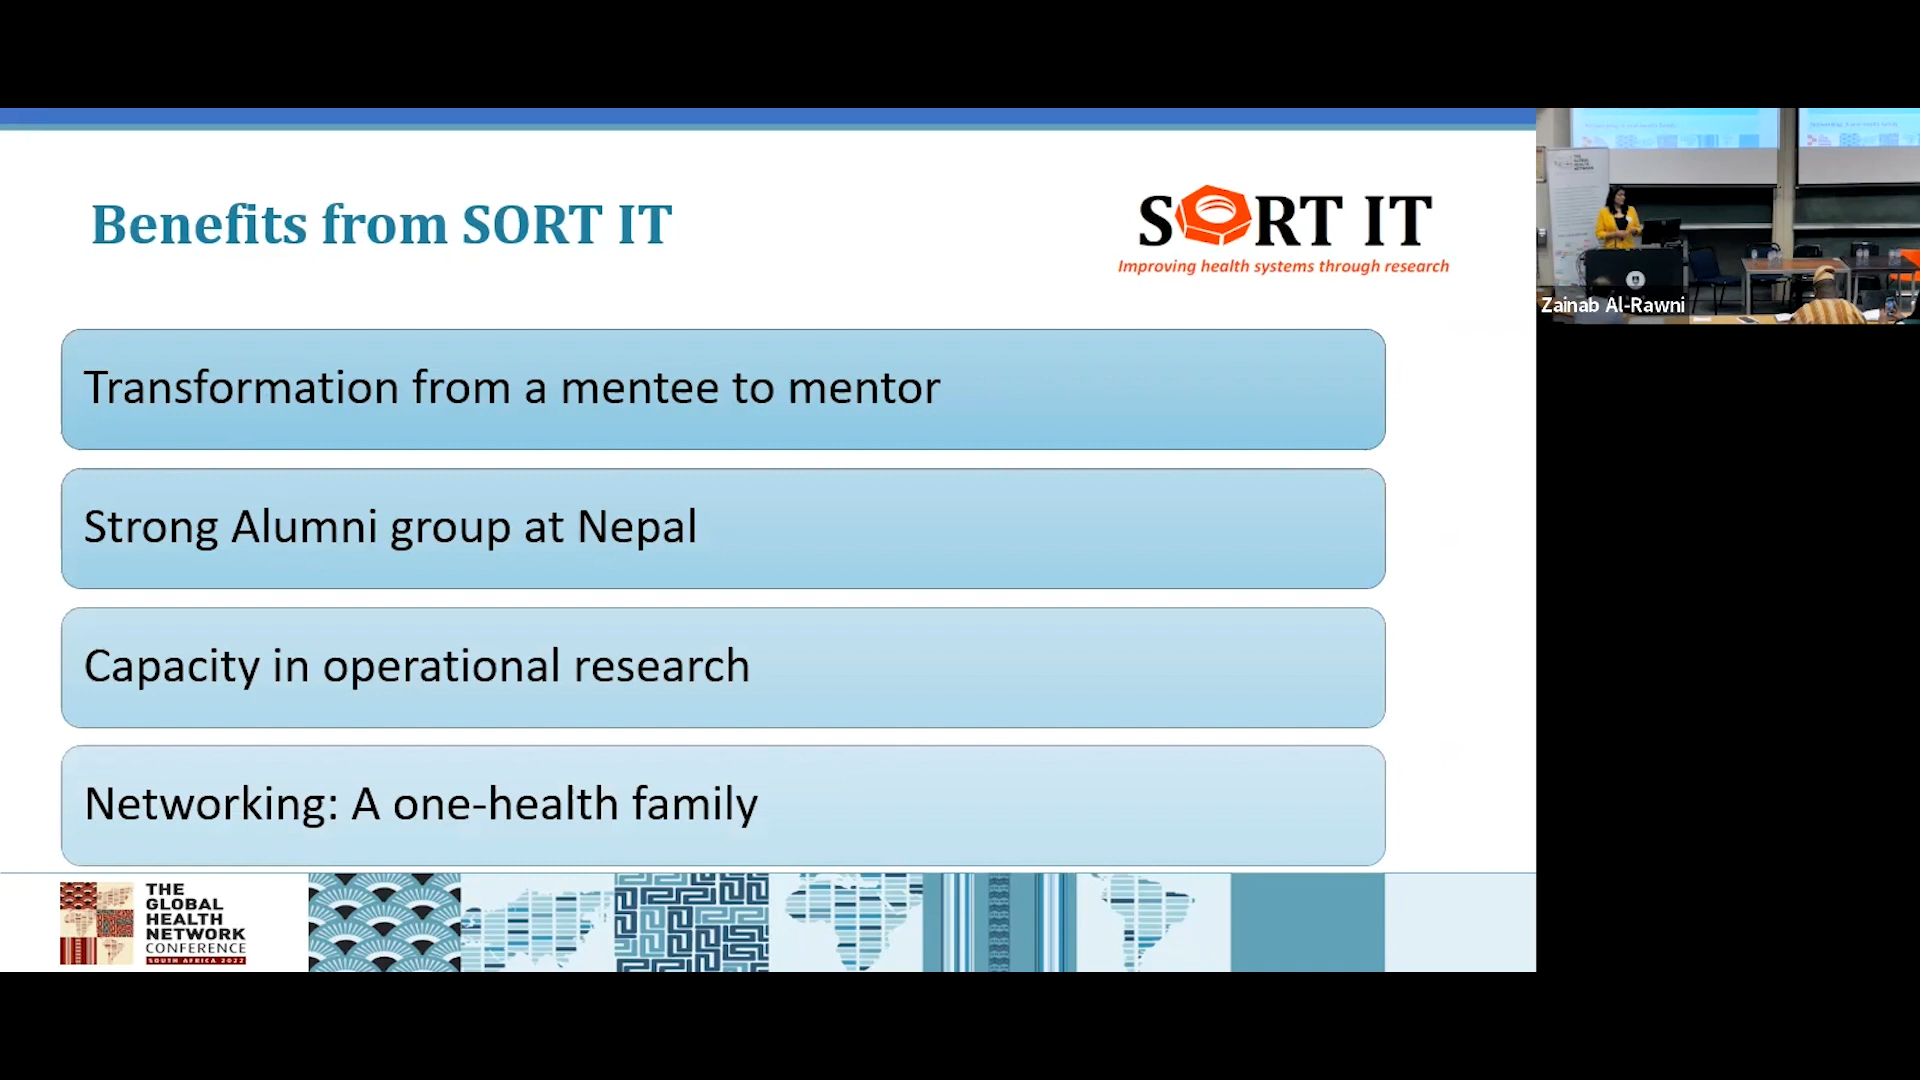 Benefits from SORT IT
SORT IT
Improving health systems through research
Transformation from a mentee to mentor
Strong Alumni group at Nepal
Capacity in operational research
Networking: A one-health family
THE
GLOBAL
HEALTH
NETWORK
CONFERENCE
SOUTH AFRICA 2022
Zainab Al-Rawni